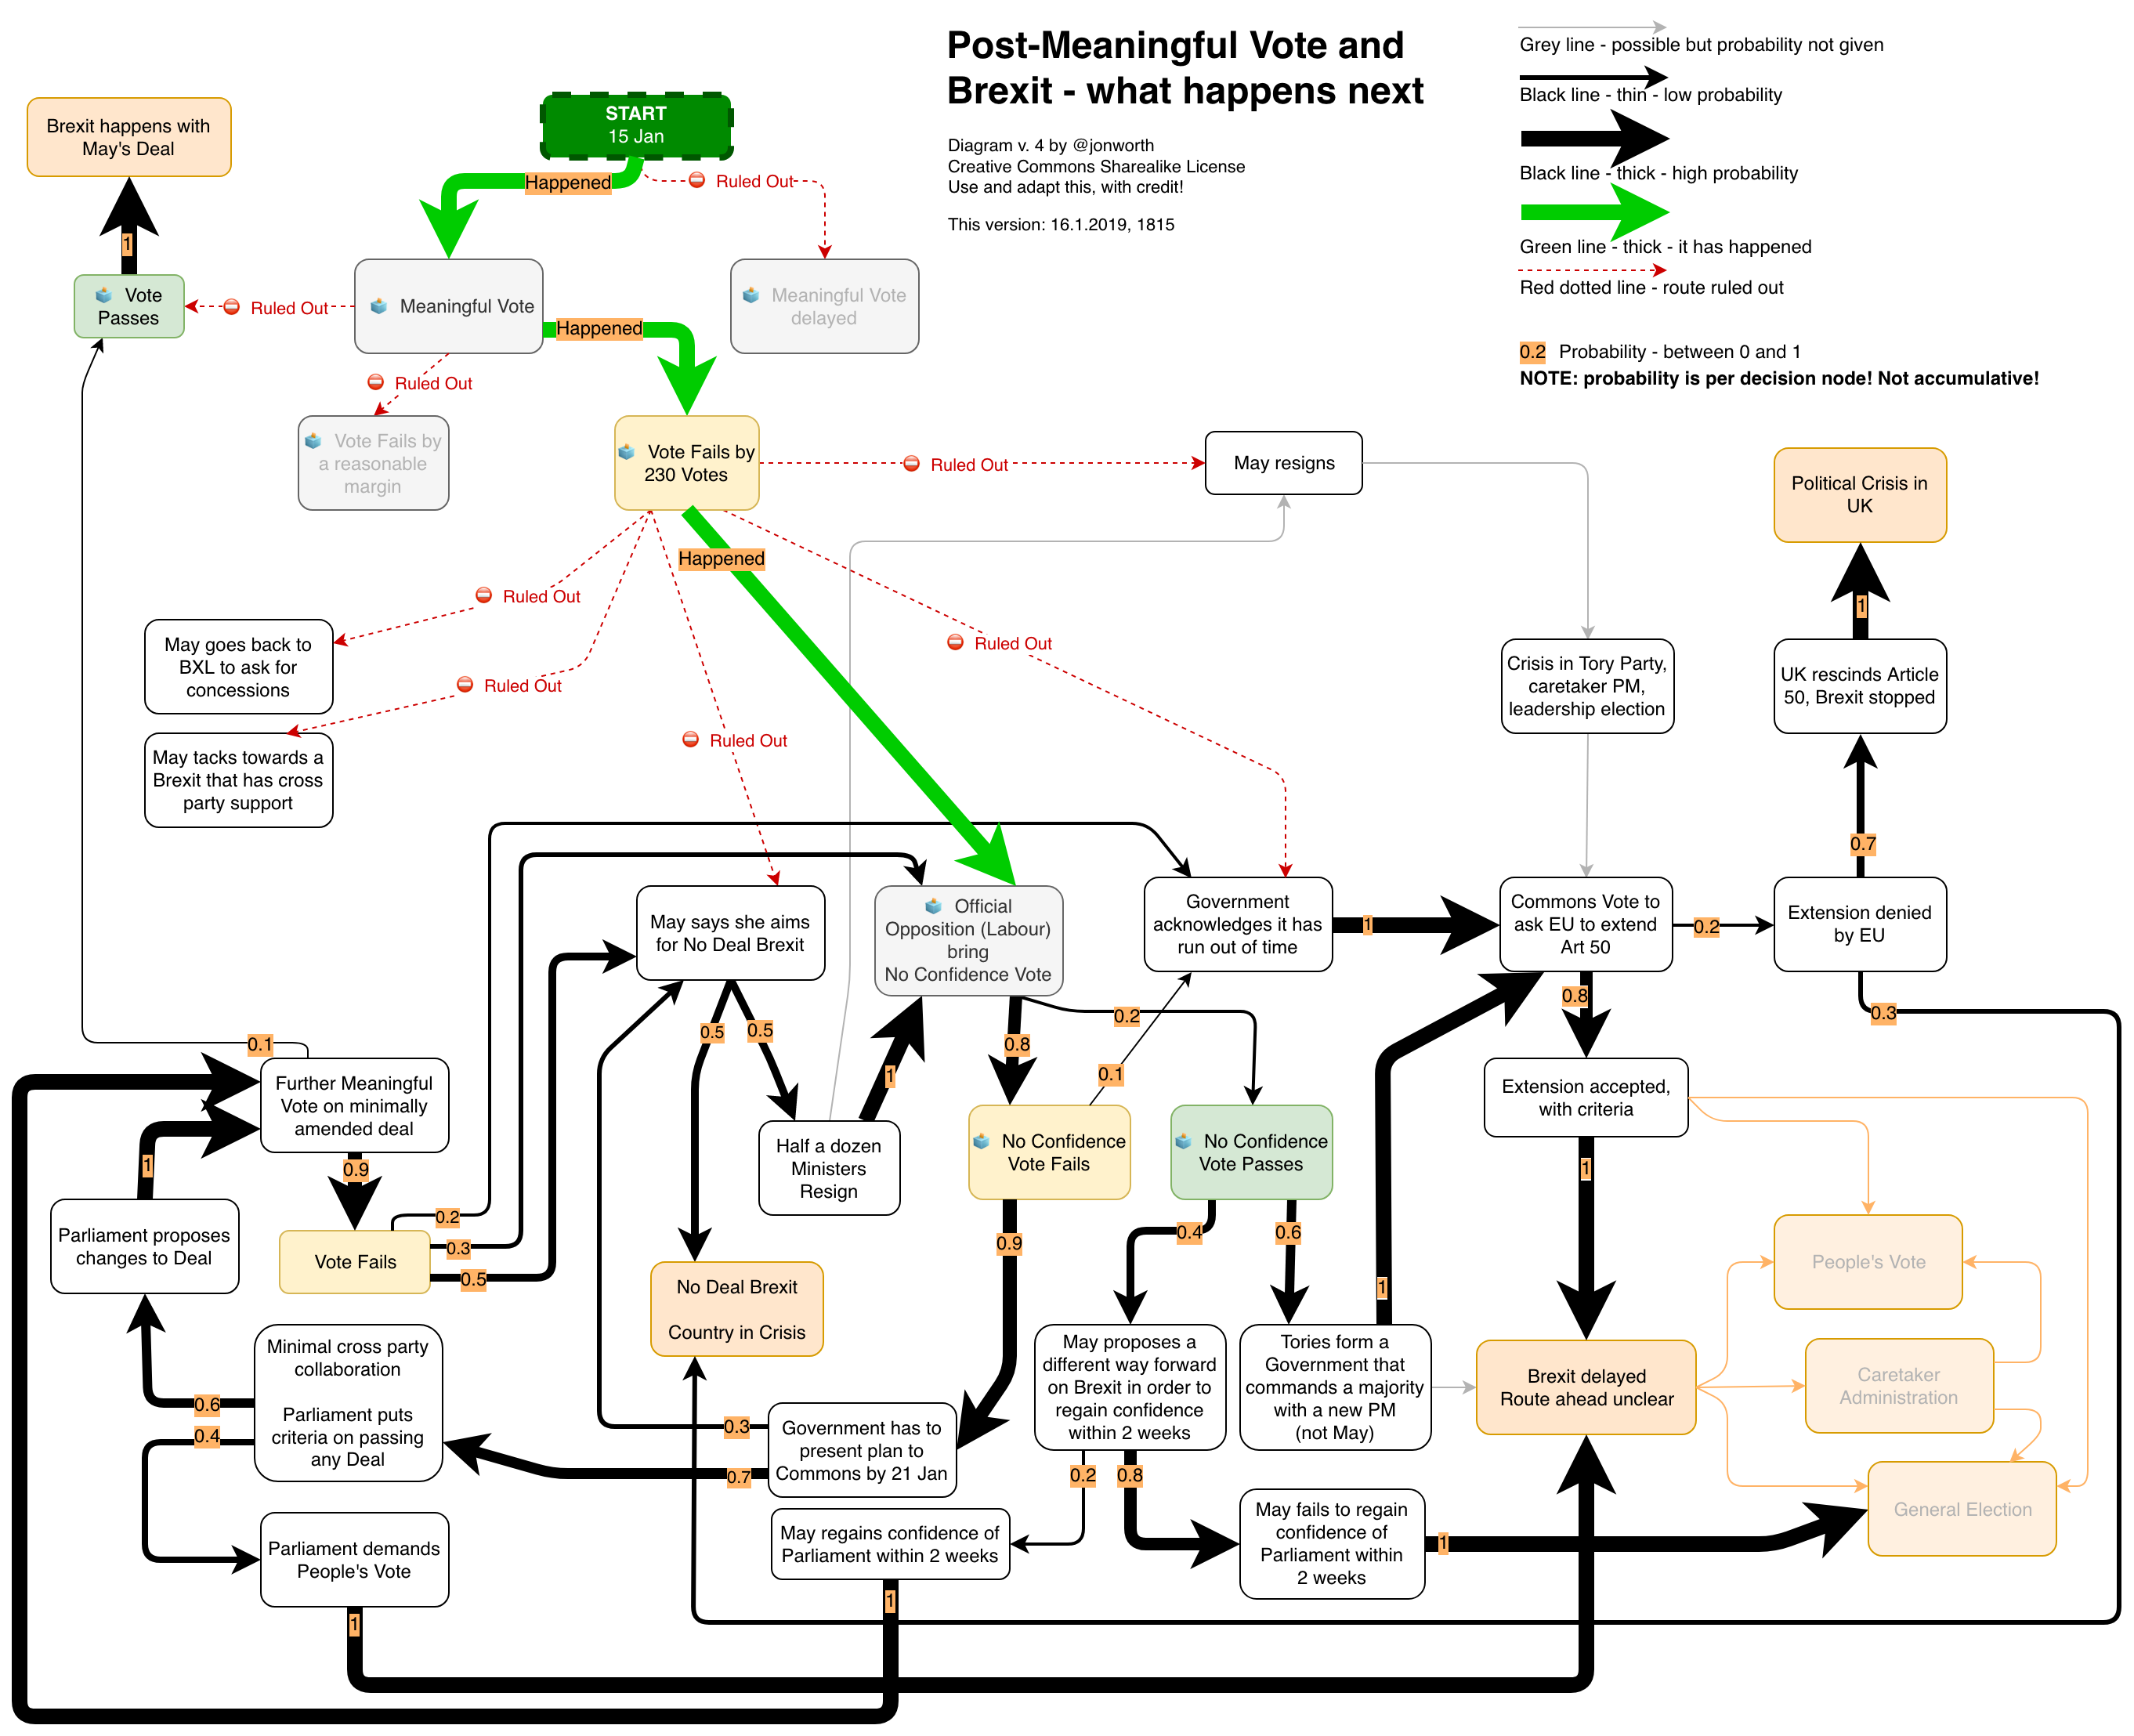 Post-Meaningful Vote and
Brexit - what happens next
Diagram v. 4 by @jonworth
Creative Commons Sharealike License
Use and adapt this, with credit!
This version: 16.1.2019, 1815
Grey line - possible but probability not given
Black line - thin - low probability
Black line - thick - high probability
Green line - thick - it has happened
Red dotted line - route ruled out
0.2 Probability - between 0 and 1
NOTE: probability is per decision node! Not accumulative!
START
15 Jan
Happened
Ruled Out
Brexit happens with
May's Deal
1
Vote
Passes
Ruled Out
Meaningful Vote
Happened
Meaningful Vote
delayed
Ruled Out
Vote Fails by
a reasonable
margin
Vote Fails by
230 Votes
Ruled Out
May resigns
Happened
Political Crisis in
UK
1
Ruled Out
Ruled Out
Ruled Out
Ruled Out
May goes back to
BXL to ask for
concessions
May tacks towards a
Brexit that has cross
party support
Crisis in Tory Party,
caretaker PM,
leadership election
UK rescinds Article
50, Brexit stopped
0.7
May says she aims
for No Deal Brexit
Official
Opposition (Labour)
bring
No Confidence Vote
Government
acknowledges it has
run out of time
1
Commons Vote to
ask EU to extend
Art 50
0.2
Extension denied
by EU
0.8
0.3
0.5
0.5
0.8
0.2
0.1
1
0.1
Further Meaningful
Vote on minimally
amended deal
0.9
1
Extension accepted,
with criteria
1
Half a dozen
Ministers
Resign
No Confidence
Vote Fails
No Confidence
Vote Passes
0.9
0.4
0.6
1
Parliament proposes
changes to Deal
Vote Fails
0.2
0.3
0.5
No Deal Brexit
Country in Crisis
People's Vote
Minimal cross party
collaboration
Parliament puts
criteria on passing
any Deal
0.6
0.4
Government has to
present plan to
Commons by 21 Jan
0.3
0.7
May proposes a
different way forward
on Brexit in order to
regain confidence
within 2 weeks
Tories form a
Government that
commands a majority
with a new PM
(not May)
Brexit delayed
Route ahead unclear
Caretaker
Administration
General Election
0.2
0.8
Parliament demands
People's Vote
1
May regains confidence of
Parliament within 2 weeks
1
May fails to regain
confidence of
Parliament within
2 weeks
1